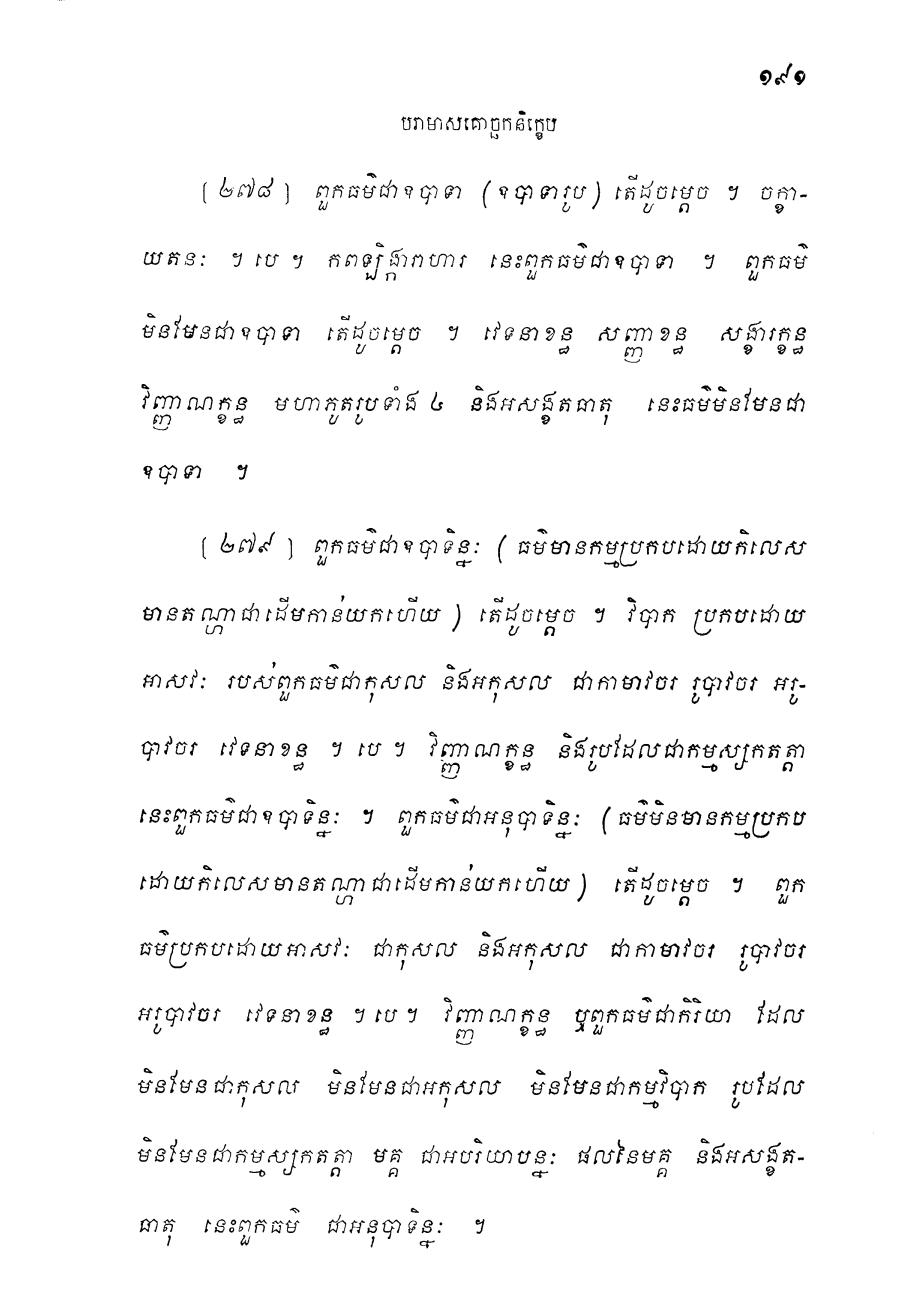 ១៩១
បរាមាសគោច្ឆកនិក្ខេប
[ ២៧៨ ] ពួកធម៌ជាឧបាទា ( ឧបាទារូប ) តើដូចម្តេច ។ ចក្ខា-
យតនៈ ។ បេ ។ កពឡិង្ការាហារ នេះពួកធម៌ជាឧបាទា ។ ពួកធម៌
មិនមែនជាឧបាទា តើដូចម្តេច ។ វេទនាខន្ធ សញ្ញាខន្ធ សង្ខារក្ខន្ធ
វិញ្ញាណក្ខន្ធ មហាភូតរូបទាំង ៤ និងអសង្ខតធាតុ នេះធម៌មិនមែនជា
ឧបាទា ។
[ ២៧៩ ] ពួកធម៌ជាឧបាទិន្នៈ ( ធម៌មានកម្មប្រកបដោយកិលេស
មានតណ្ហាជាដើមកាន់យកហើយ ) តើដូចម្តេច ។ វិបាក ប្រកបដោយ
អាសវៈ របស់ពួកធម៌ជាកុសល និងអកុសល ជាកាមាវចរ រូបាវចរ អរូ-
បាវចរ វេទនាខន្ធ ។ បេ ។ វិញ្ញាណក្ខន្ធ និងរូបដែលជាកម្មស្សកតត្តា
នេះពួកធម៌ជាឧបាទិន្នៈ ។ ពួកធម៌ជាអនុបាទិន្នៈ ( ធម៌មិនមានកម្មប្រកប
ដោយកិលេសមានតណ្ហាជាដើមកាន់យកហើយ ) តើដូចម្តេច ។ ពួក
ធម៌ប្រកបដោយអាសវៈ ជាកុសល និងអកុសល ជាកាមាវចរ រូបាវចរ
អរូបាវចរ វេទនាខន្ធ ។ បេ ។ វិញ្ញាណក្ខន្ធ ឬពួកធម៌ជាកិរិយា ដែល
មិនមែនជាកុសល មិនមែនជាអកុសល មិនមែនជាកម្មវិបាក រូបដែល
មិនមែនជាកម្មស្សកតត្តា មគ្គ ជាអបរិយាបន្នៈ ផលនៃមគ្គ និងអសង្ខត-
ធាតុ នេះពួកធម៌ ជាអនុបាទិន្នៈ ។